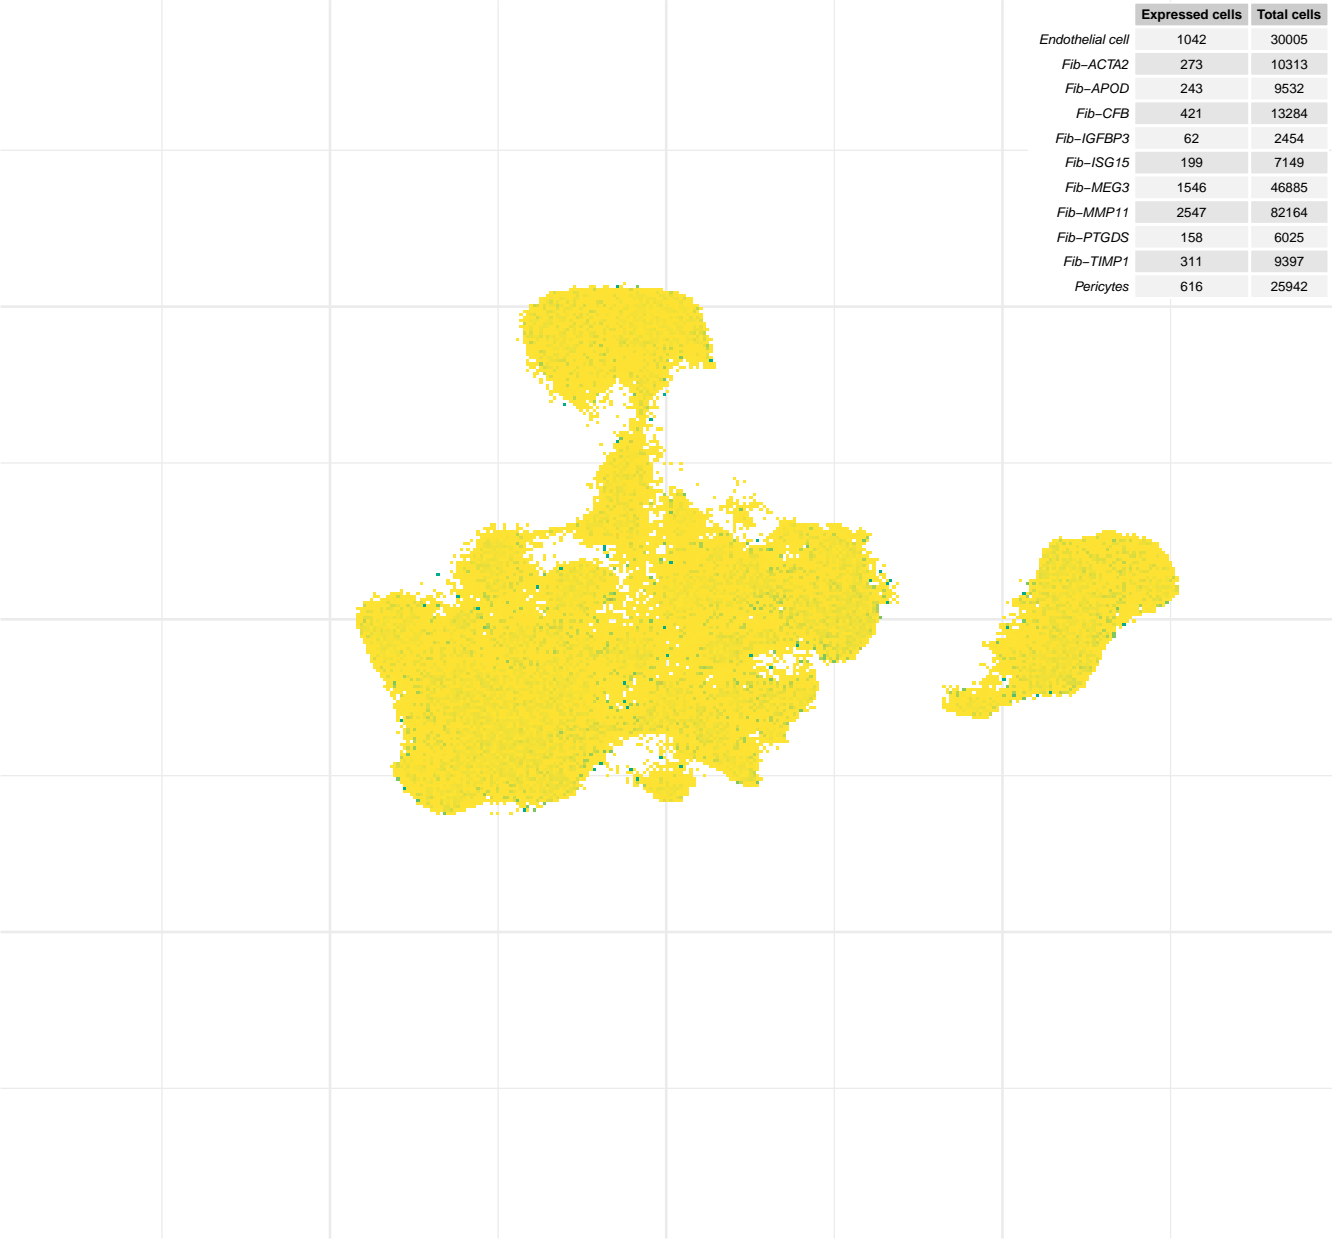 Expressed cells Total cells
Endothelial cell 1042 30005
Fib−ACTA2 273 10313
Fib−APOD 243 9532
Fib−CFB 421 13284
Fib−IGFBP3 62 2454
Fib−ISG15 199 7149
Fib−MEG3 1546 46885
Fib−MMP11 2547 82164
Fib−PTGDS 158 6025
Fib−TIMP1 311 9397
Pericytes 616 25942